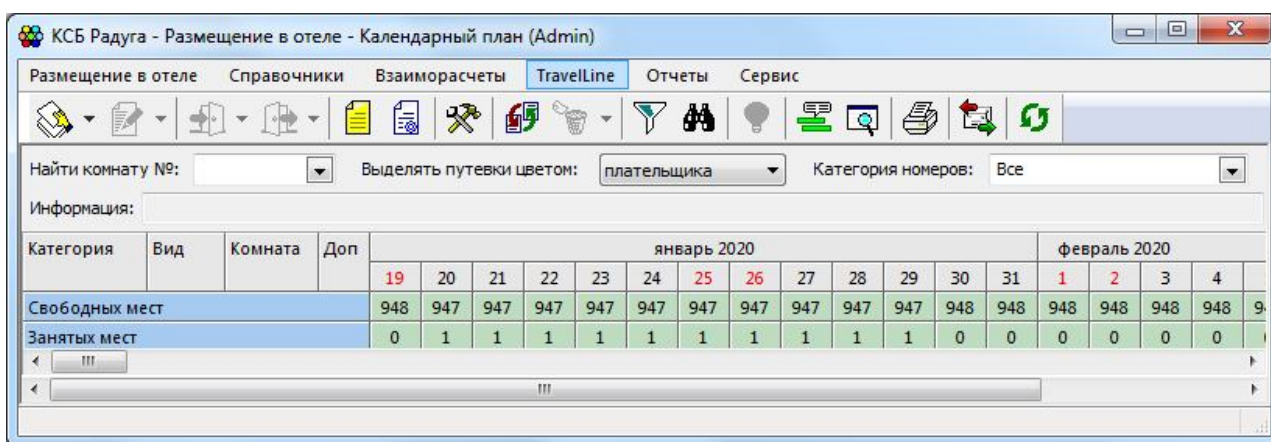 КСБ Радуга - Размещение в отеле - Календарный план (Admin)
Размещение в отеле Справочники Взаиморасчеты TravelLine Отчеты Сервис
Найти комнату №: Выделять путевки цветом: плательщика Категория номеров: Все
Информация:
Категория Вид Комната Доп январь 2020 февраль 2020
19 20 21 22 23 24 25 26 27 28 29 30 31 1 2 3 4
Свободных мест 948 947 947 947 947 947 947 947 947 947 947 948 948 948 948 948 948
Занятых мест 0 1 1 1 1 1 1 1 1 1 1 0 0 0 0 0 0